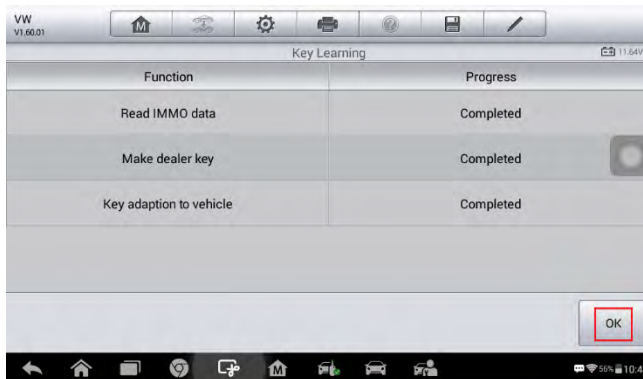 VW
V1.60.01
Key Learning
11.64V
Function Progress
Read IMMO data Completed
Make dealer key Completed
Key adaption to vehicle Completed
OK
56%